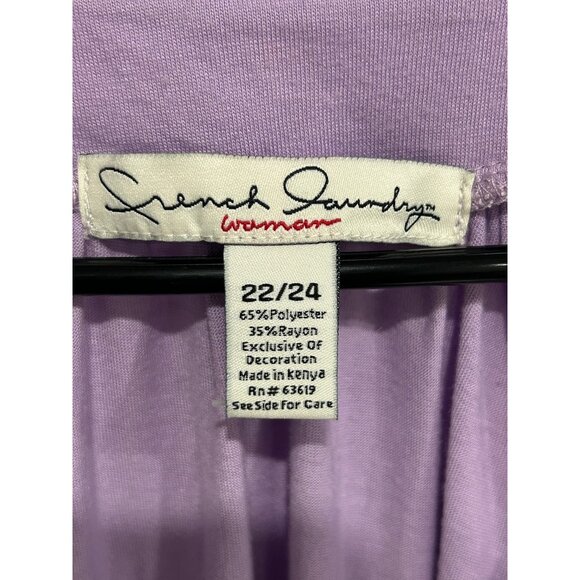 French Laundry™
woman
22/24
65%Polyester
35%Rayon
Exclusive Of
Decoration
Made in Kenya
Rn# 63619
See Side For Care